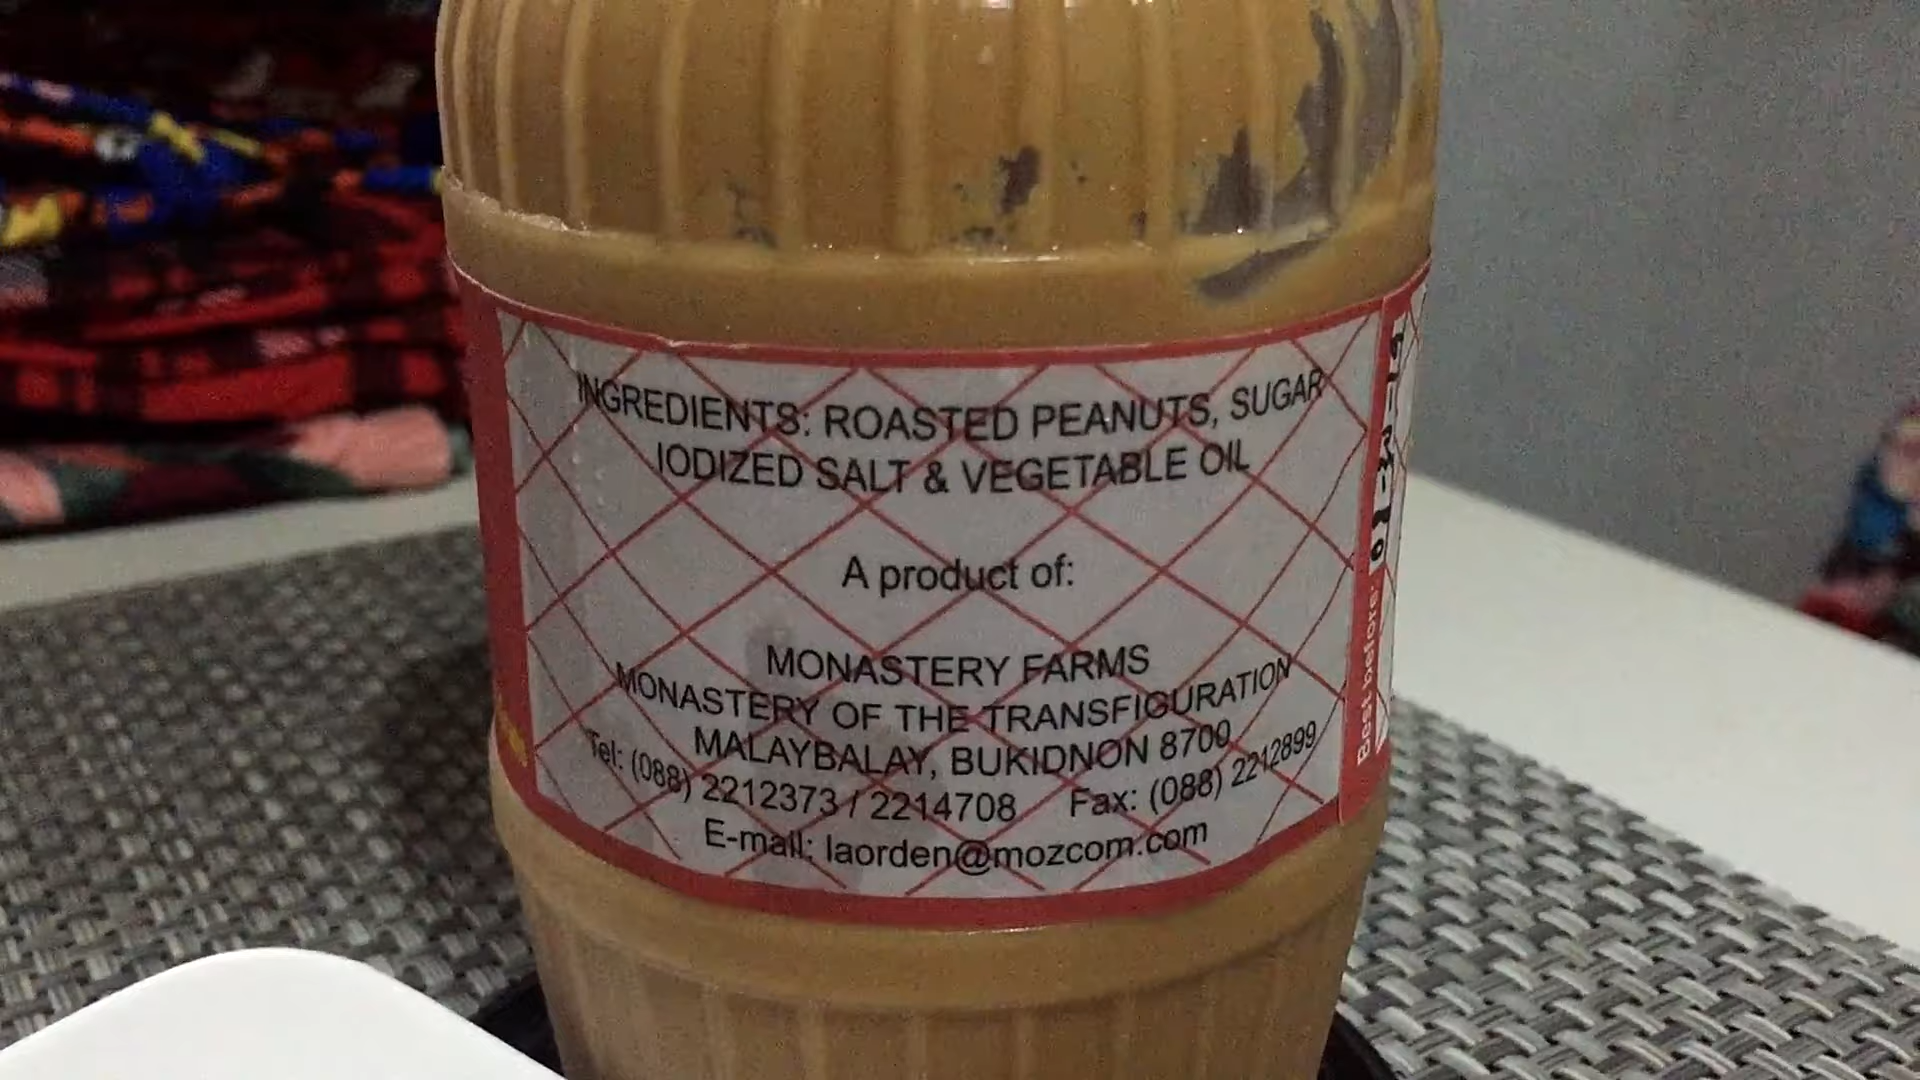 INGREDIENTS: ROASTED PEANUTS, SUGAR
IODIZED SALT & VEGETABLE OIL
A product of:
MONASTERY FARMS
MONASTERY OF THE TRANSFIGURATION
MALAYBALAY, BUKIDNON 8700
Tel: (088) 2212373 / 2214708 Fax: (088) 2212899
E-mail: laorden@mozcom.com
Best before